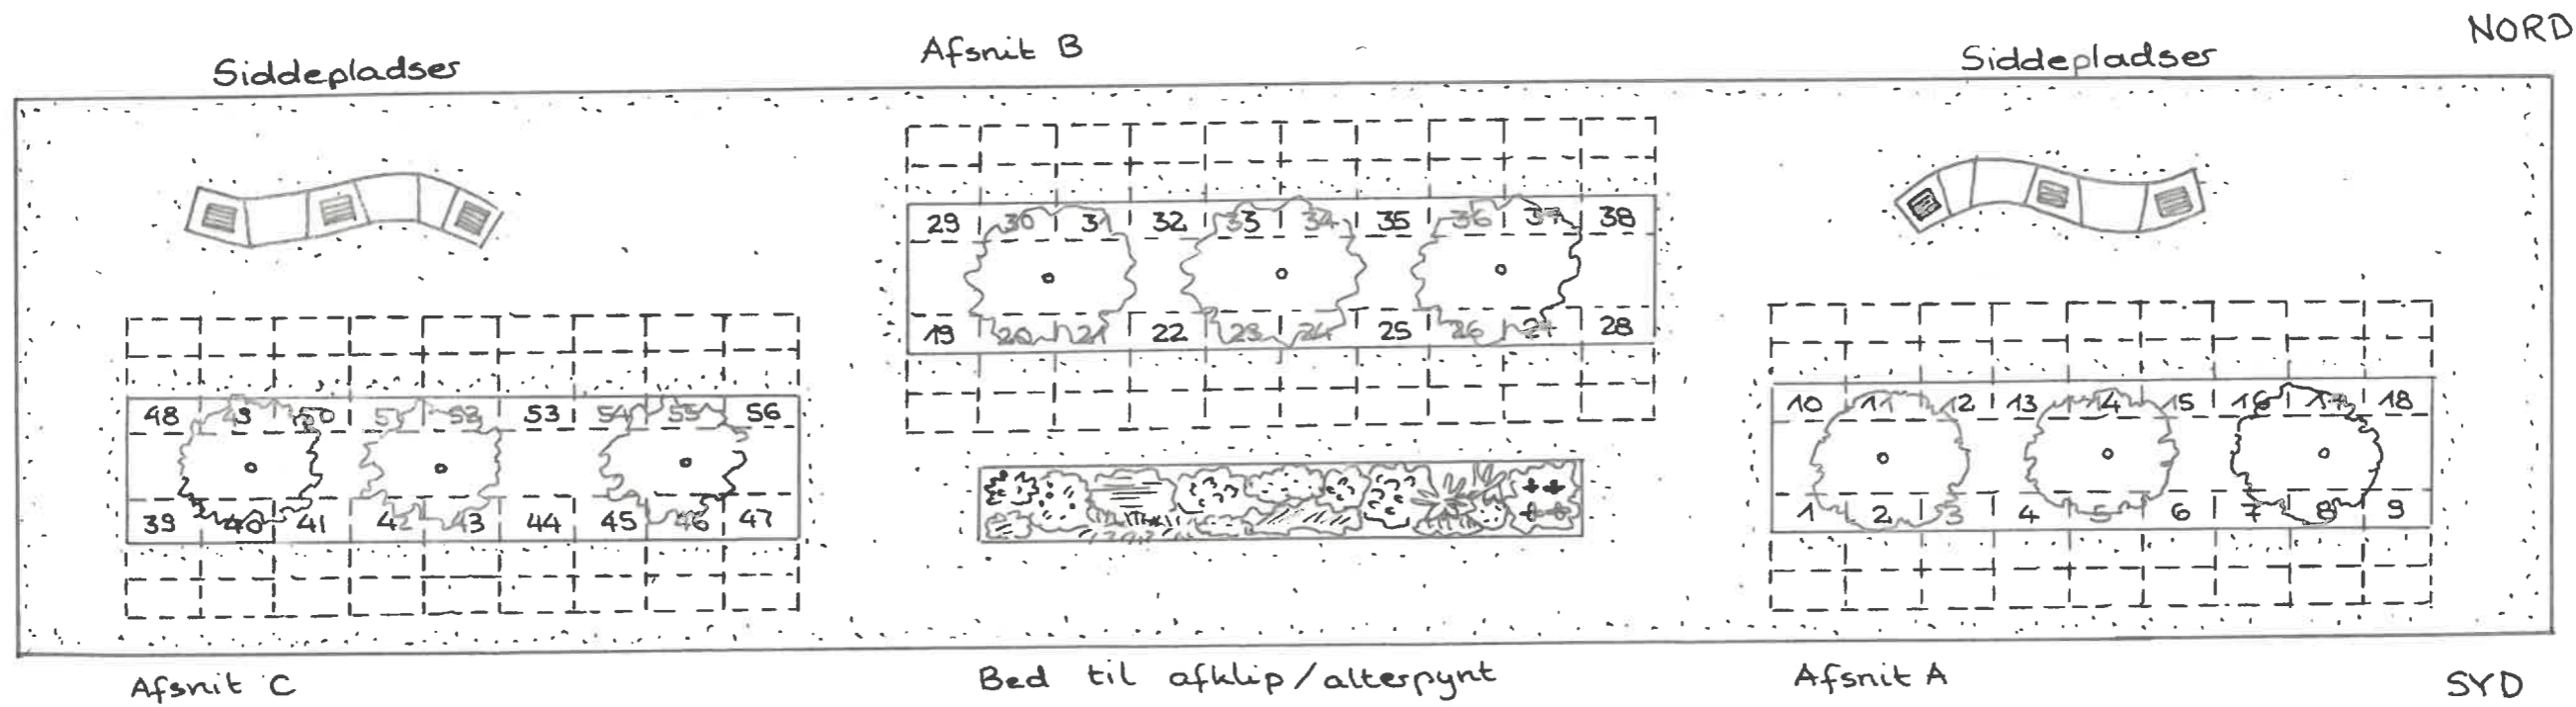 NORD
Siddepladser
Afsnit B
Siddepladser
29 30 31 32 33 34 35 36 37 38
19 20 21 22 23 24 25 26 27 28
48 49 50 51 52 53 54 55 56
39 40 41 42 43 44 45 46 47
10 11 12 13 14 15 16 17 18
1 2 3 4 5 6 7 8 9
Afsnit C
Bed til afklip/alterpynt
Afsnit A
SYD